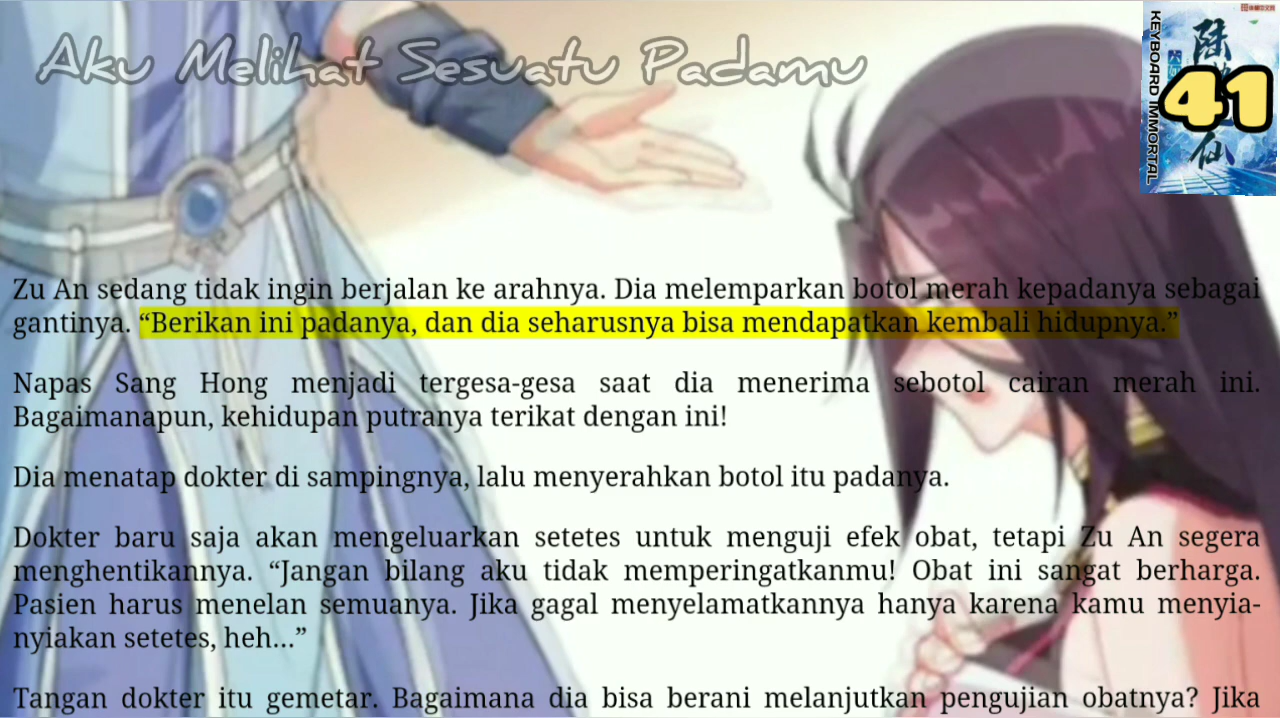 Aku Melihat Sesuatu Padamu
KEYBOARD IMMORTAL
41
仙
Zu An sedang tidak ingin berjalan ke arahnya. Dia melemparkan botol merah kepadanya sebagai
gantinya. “Berikan ini padanya, dan dia seharusnya bisa mendapatkan kembali hidupnya.”
Napas Sang Hong menjadi tergesa-gesa saat dia menerima sebotol cairan merah ini.
Bagaimanapun, kehidupan putranya terikat dengan ini!
Dia menatap dokter di sampingnya, lalu menyerahkan botol itu padanya.
Dokter baru saja akan mengeluarkan setetes untuk menguji efek obat, tetapi Zu An segera
menghentikannya. “Jangan bilang aku tidak memperingatkanmu! Obat ini sangat berharga.
Pasien harus menelan semuanya. Jika gagal menyelamatkannya hanya karena kamu menyia-
nyiakan setetes, heh...”
Tangan dokter itu gemetar. Bagaimana dia bisa berani melanjutkan pengujian obatnya? Jika